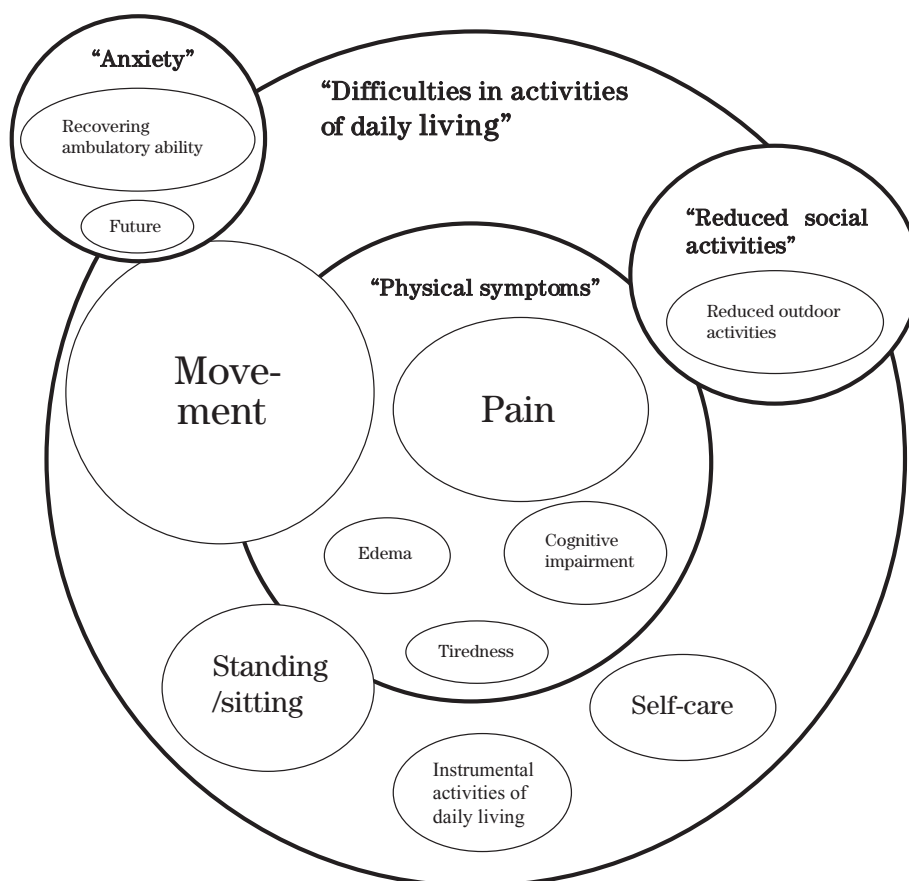 “Anxiety”
Recovering
ambulatory ability
Future
“Difficulties in activities
of daily living”
“Reduced social
activities”
Reduced outdoor
activities
“Physical symptoms”
Move-
ment
Pain
Edema
Cognitive
impairment
Tiredness
Standing
/sitting
Self-care
Instrumental
activities of
daily living